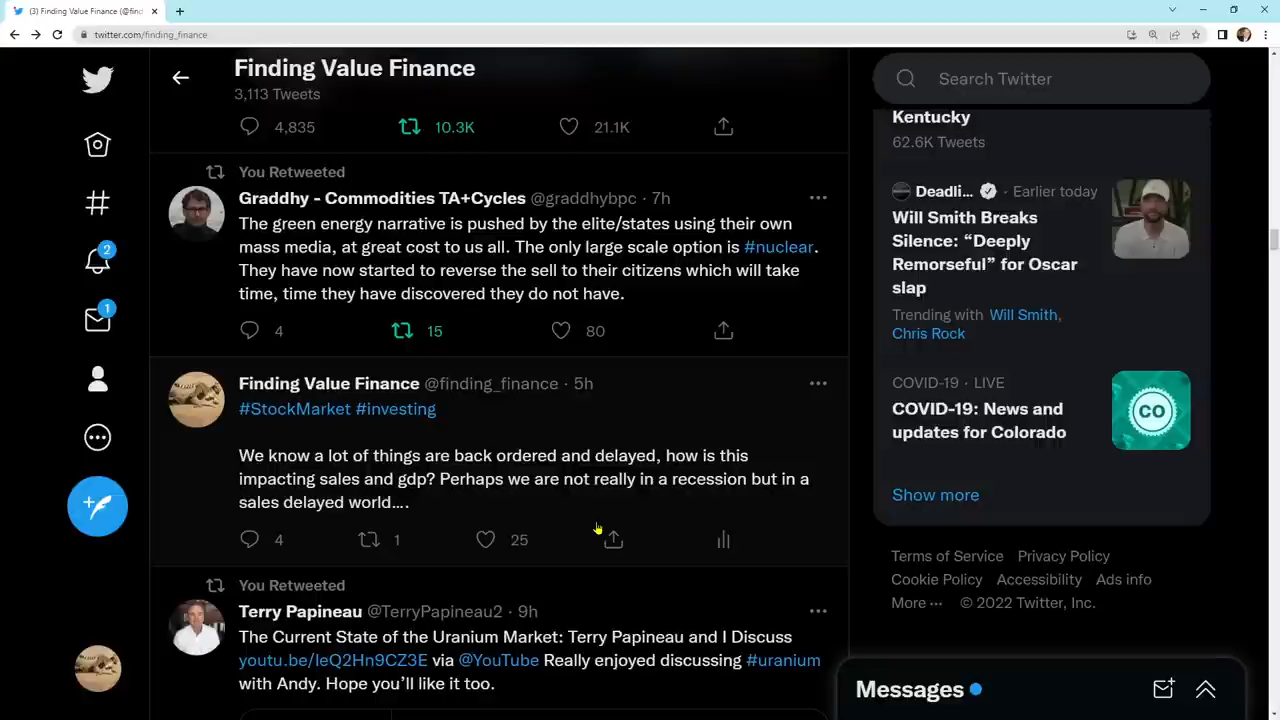 (3) Finding Value Finance (@fin
twitter.com/finding_finance
Finding Value Finance
3,113 Tweets
4,835 10.3K 21.1K
You Retweeted
Graddhy - Commodities TA+Cycles @graddhybpc · 7h
The green energy narrative is pushed by the elite/states using their own
mass media, at great cost to us all. The only large scale option is #nuclear.
They have now started to reverse the sell to their citizens which will take
time, time they have discovered they do not have.
4 15 80
Finding Value Finance @finding_finance · 5h
#StockMarket #investing
We know a lot of things are back ordered and delayed, how is this
impacting sales and gdp? Perhaps we are not really in a recession but in a
sales delayed world....
4 1 25
You Retweeted
Terry Papineau @TerryPapineau2 · 9h
The Current State of the Uranium Market: Terry Papineau and I Discuss
youtu.be/IeQ2Hn9CZ3E via @YouTube Really enjoyed discussing #uranium
with Andy. Hope you'll like it too.
2
1
Search Twitter
Kentucky
62.6K Tweets
Deadli... · Earlier today
Will Smith Breaks
Silence: “Deeply
Remorseful” for Oscar
slap
Trending with Will Smith,
Chris Rock
COVID-19 · LIVE
COVID-19: News and
updates for Colorado
CO
Show more
Terms of Service Privacy Policy
Cookie Policy Accessibility Ads info
More ··· © 2022 Twitter, Inc.
Messages